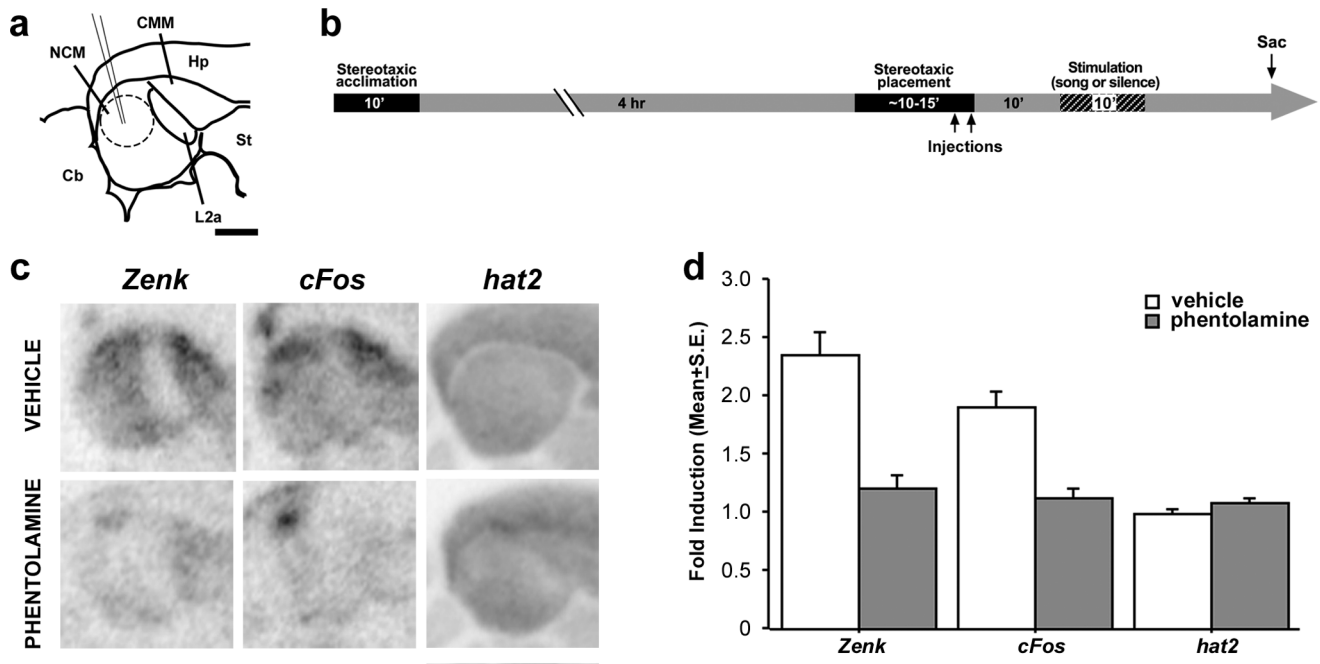 a
CMM
NCM
Hp
St
Cb
L2a
b
Sac
Stereotaxic
acclimation
Stereotaxic
placement
Stimulation
(song or silence)
10'
4 hr
~10-15'
10'
10'
Injections
c
Zenk
cFos
hat2
VEHICLE
PHENTOLAMINE
d
vehicle
phentolamine
Fold Induction (Mean±S.E.)
3.0
2.5
2.0
1.5
1.0
0.5
0
Zenk
cFos
hat2